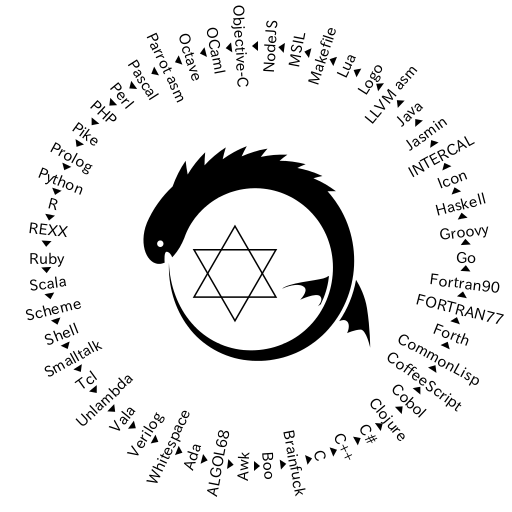 Ruby
Scala
Scheme
Shell
Smalltalk
Tcl
Unlambda
Vala
Verilog
Whitespace
Ada
ALGOL68
Awk
Boo
Brainfuck
C
C++
C#
Clojure
Cobol
CoffeeScript
CommonLisp
Forth
FORTRAN77
Fortran90
Go
Groovy
Haskell
Icon
INTERCAL
Jasmin
Java
LLVM asm
Logo
Lua
Makefile
MSIL
NodeJS
Objective-C
OCaml
Octave
Parrot asm
Pascal
Perl
PHP
Pike
Prolog
Python
R
REXX